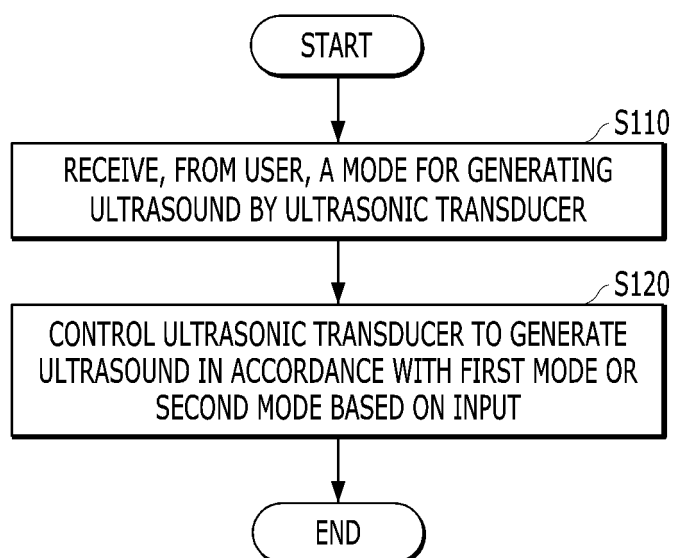 START
S110
RECEIVE, FROM USER, A MODE FOR GENERATING
ULTRASOUND BY ULTRASONIC TRANSDUCER
S120
CONTROL ULTRASONIC TRANSDUCER TO GENERATE
ULTRASOUND IN ACCORDANCE WITH FIRST MODE OR
SECOND MODE BASED ON INPUT
END